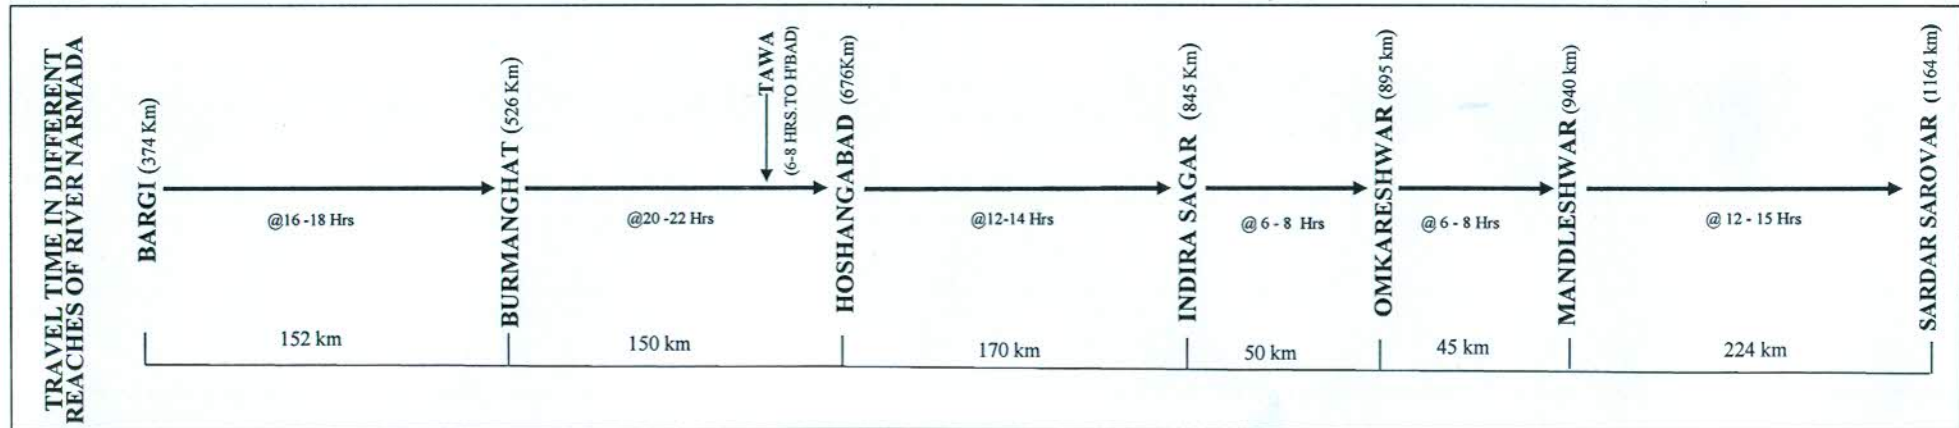 TRAVEL TIME IN DIFFERENT
REACHES OF RIVER NARMADA
BARGI (374 Km)
@16 -18 Hrs
BURMANGHAT (526 Km)
@20 -22 Hrs
TAWA
(6-8 HRS.TO H'BAD)
HOSHANGABAD (676Km)
@12-14 Hrs
INDIRA SAGAR (845 Km)
@ 6 - 8 Hrs
OMKARESHWAR (895 km)
@ 6 - 8 Hrs
MANDLESHWAR (940 km)
@ 12 - 15 Hrs
SARDAR SAROVAR (1164 km)
152 km
150 km
170 km
50 km
45 km
224 km